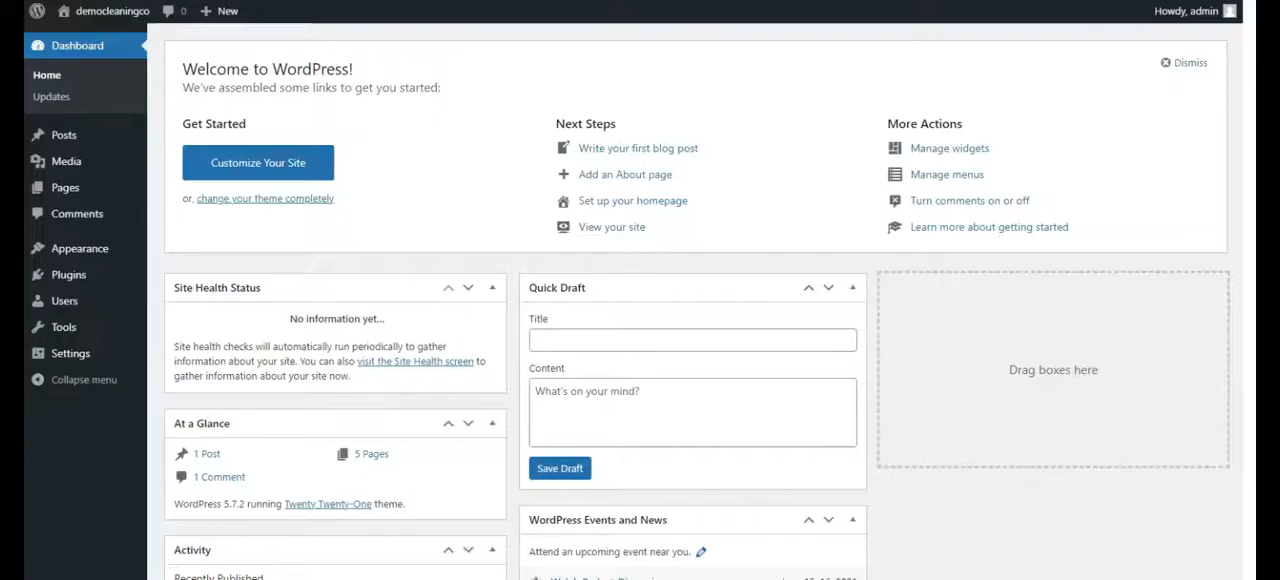 democleaningco 0 New Howdy, admin
Dashboard
Home
Updates
Posts
Media
Pages
Comments
Appearance
Plugins
Users
Tools
Settings
Collapse menu
Welcome to WordPress!
Dismiss
We've assembled some links to get you started:
Get Started
Customize Your Site
or, change your theme completely
Next Steps
Write your first blog post
Add an About page
Set up your homepage
View your site
More Actions
Manage widgets
Manage menus
Turn comments on or off
Learn more about getting started
Site Health Status
No information yet...
Site health checks will automatically run periodically to gather
information about your site. You can also visit the Site Health screen to
gather information about your site now.
At a Glance
1 Post 5 Pages
1 Comment
WordPress 5.7.2 running Twenty Twenty-One theme.
Activity
Recently Published
Quick Draft
Title
Content
What's on your mind?
Save Draft
WordPress Events and News
Attend an upcoming event near you.
Drag boxes here